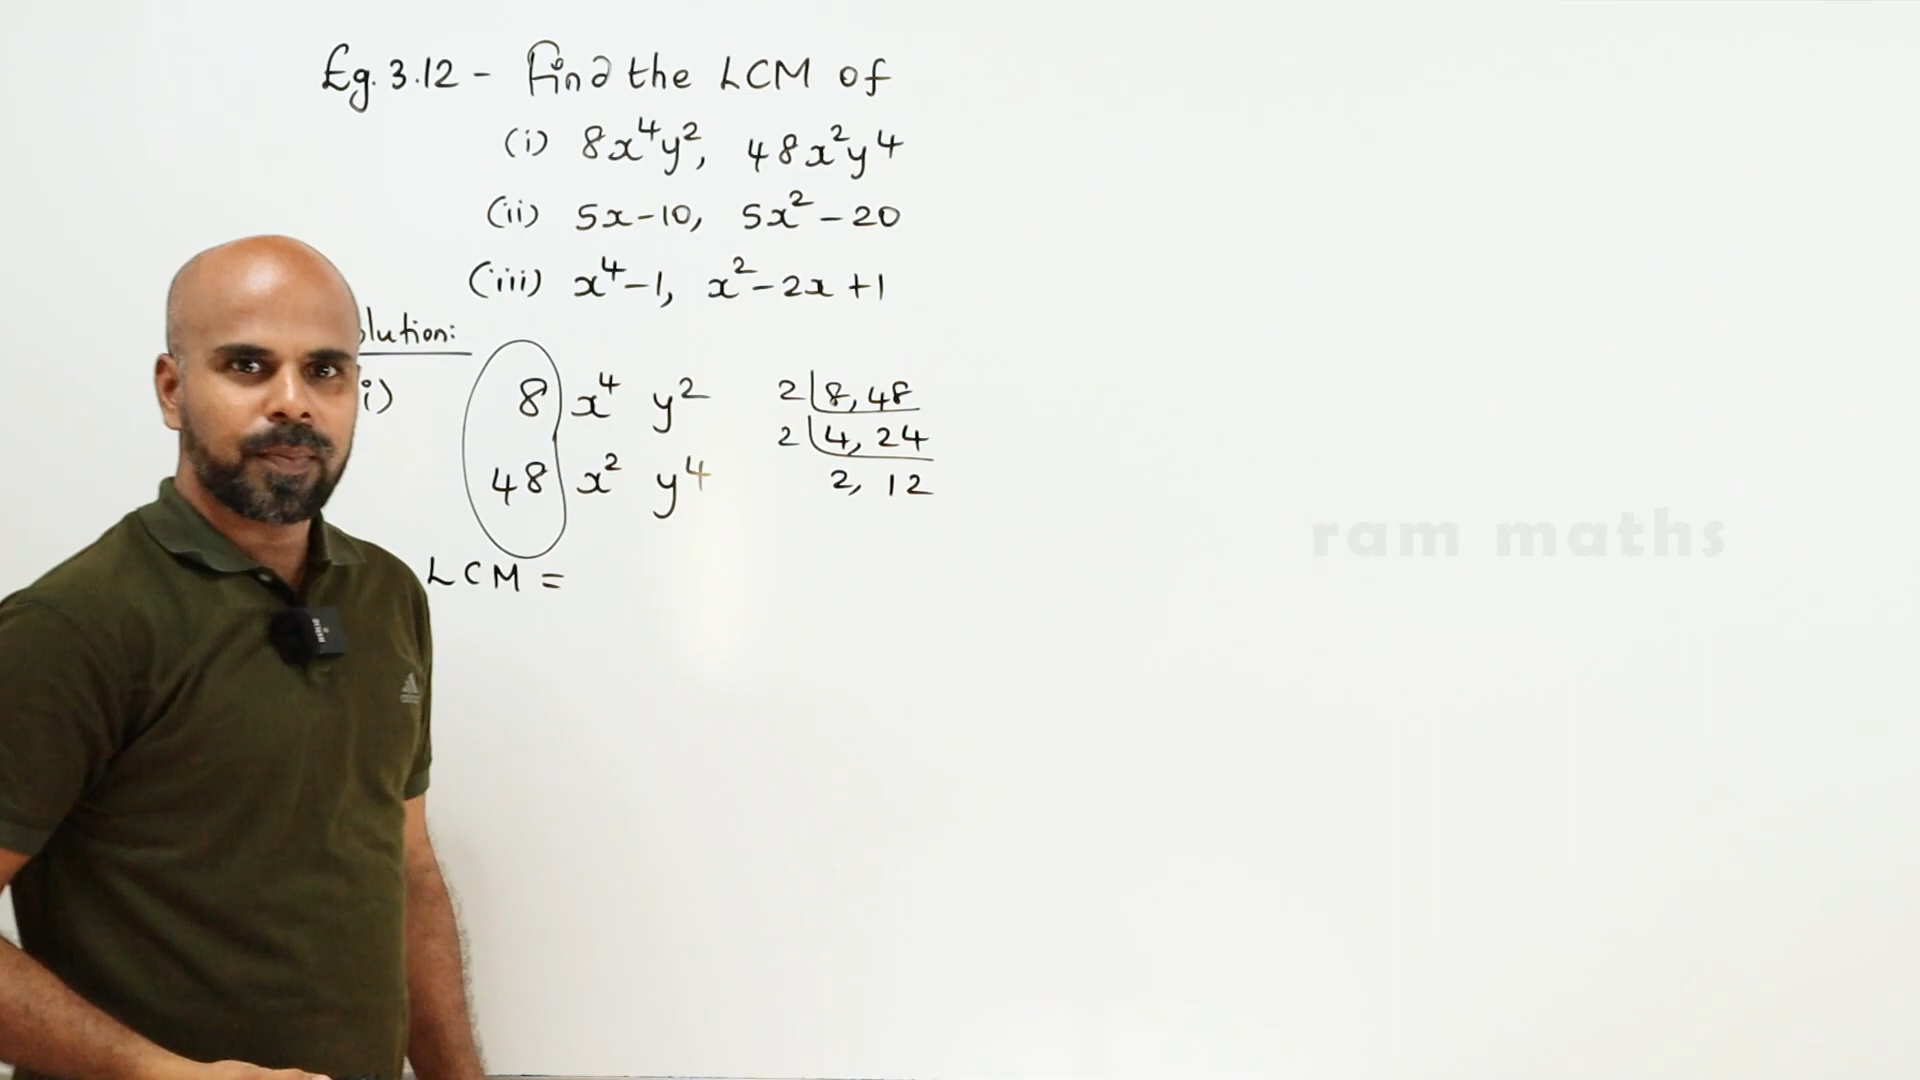 Eg. 3.12 - Find the LCM of
(i) 8x⁴y², 48x²y⁴
(ii) 5x-10, 5x²-20
(iii) x⁴-1, x²-2x+1
olution:
i)
8 x⁴ y²
48 x² y⁴
LCM =
2|8, 48
2|4, 24
2, 12
ram maths